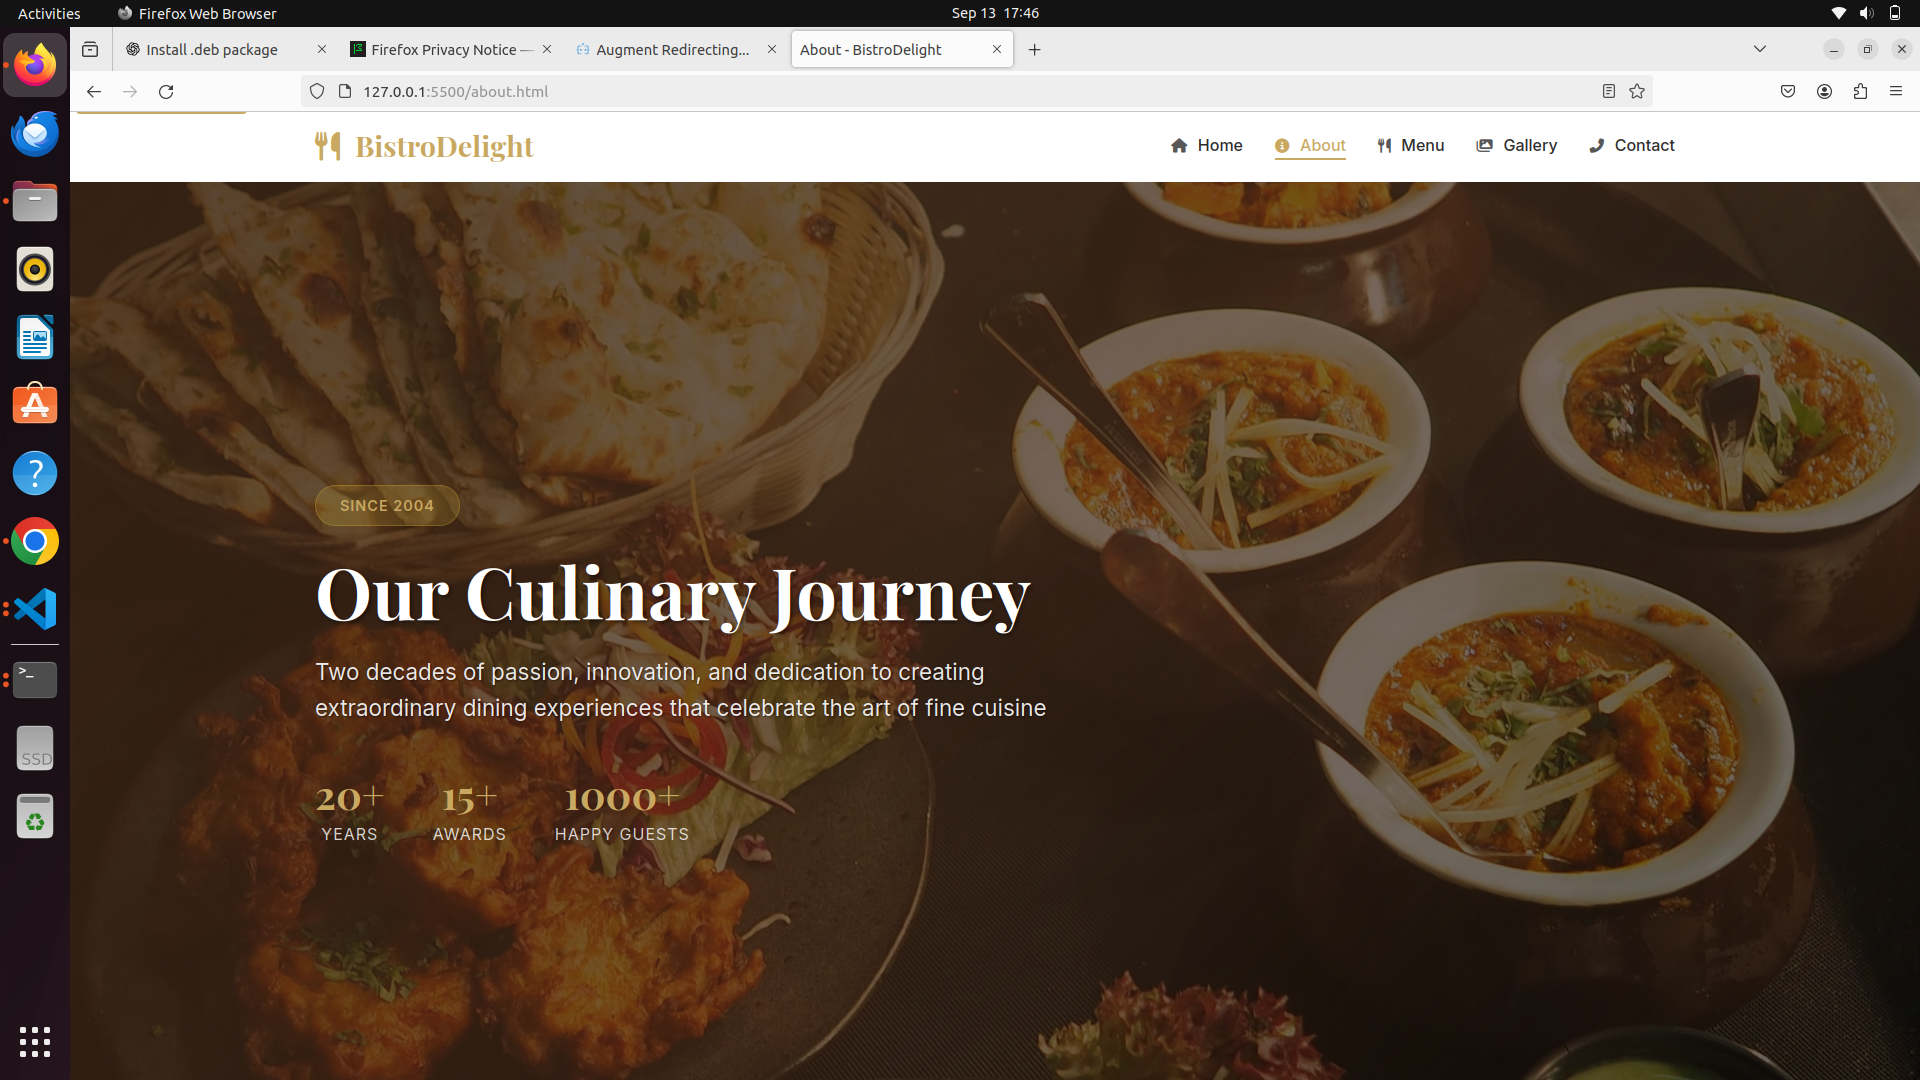 Activities
Firefox Web Browser
Sep 13 17:46
Install .deb package
Firefox Privacy Notice —
Augment Redirecting...
About - BistroDelight
127.0.0.1:5500/about.html
BistroDelight
Home
About
Menu
Gallery
Contact
SINCE 2004
Our Culinary Journey
Two decades of passion, innovation, and dedication to creating
extraordinary dining experiences that celebrate the art of fine cuisine
20+
15+
1000+
YEARS
AWARDS
HAPPY GUESTS
SSD